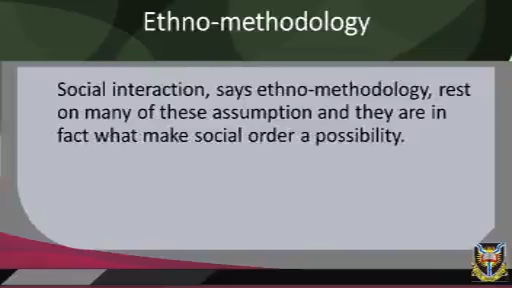 Ethno-methodology
Social interaction, says ethno-methodology, rest
on many of these assumption and they are in
fact what make social order a possibility.